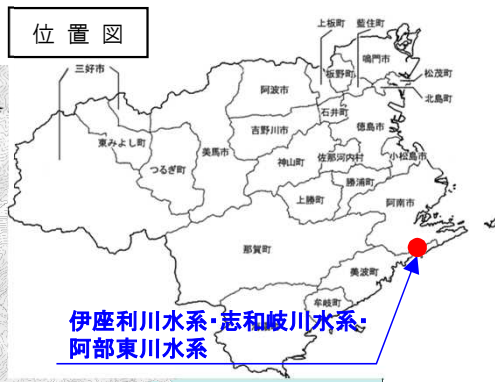 位置図
上板町
藍住町
三好市
鳴門市
松茂町
板野町
阿波市
北島町
石井町
吉野川市
徳島市
東みよし町
美馬市
佐那河内村
小松島市
つるぎ町
神山町
勝浦町
上勝町
阿南市
那賀町
美波町
牟岐町
伊座利川水系・志和岐川水系・
阿部東川水系